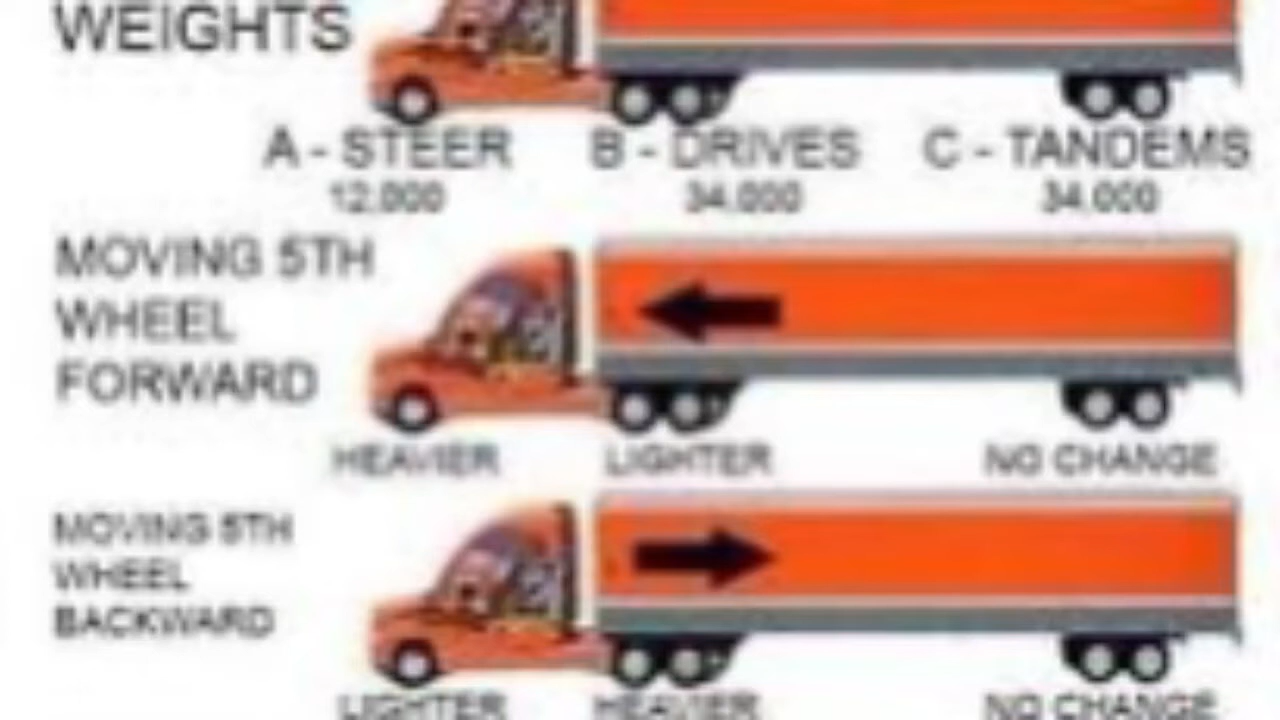 WEIGHTS
A - STEER B - DRIVES C - TANDEMS
12,000 34,000 34,000
MOVING 5TH
WHEEL
FORWARD
HEAVIER LIGHTER NO CHANGE
MOVING 5TH
WHEEL
BACKWARD
LIGHTER HEAVIER NO CHANGE